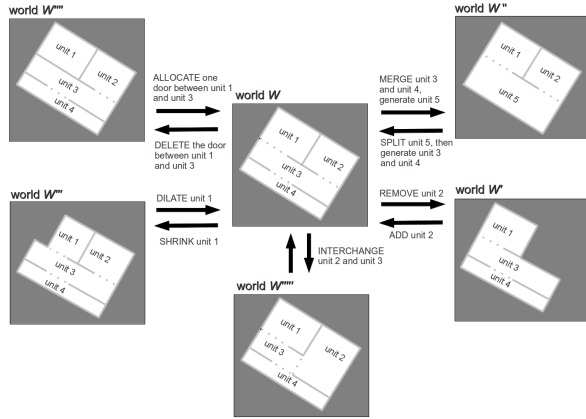 world W''''
unit 1
unit 2
unit 3
unit 4
ALLOCATE one
door between unit 1
and unit 3
DELETE the door
between unit 1
and unit 3
world W
unit 1
unit 2
unit 3
unit 4
MERGE unit 3
and unit 4,
generate unit 5
SPLIT unit 5, then
generate unit 3
and unit 4
world W''
unit 1
unit 2
unit 5
world W'''
unit 1
unit 2
unit 3
unit 4
DILATE unit 1
SHRINK unit 1
REMOVE unit 2
ADD unit 2
world W'
unit 1
unit 3
unit 4
INTERCHANGE
unit 2 and unit 3
world W'''''
unit 1
unit 2
unit 3
unit 4